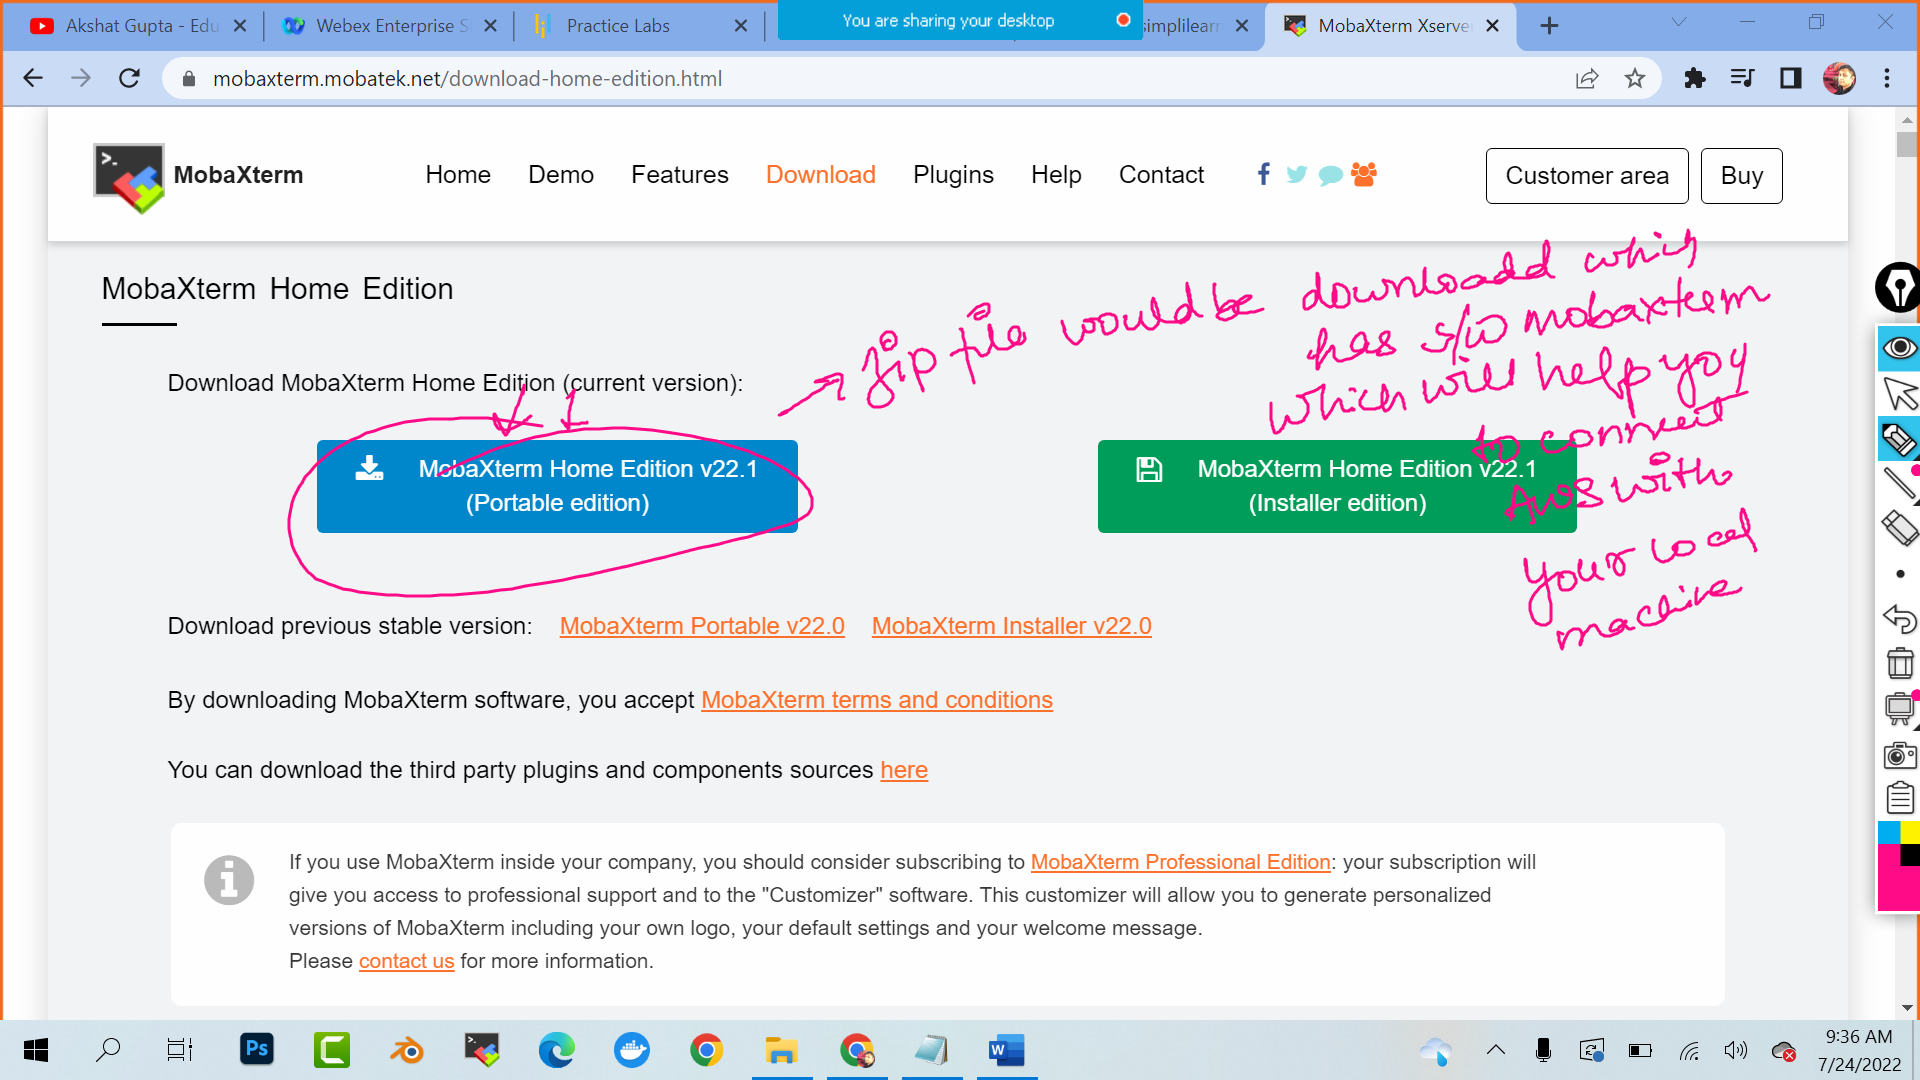 Akshat Gupta - Edu
Webex Enterprise S
Practice Labs
You are sharing your desktop
simplilearn
MobaXterm Xserve
mobaxterm.mobatek.net/download-home-edition.html
MobaXterm
Home Demo Features Download Plugins Help Contact
Customer area
Buy
MobaXterm Home Edition
Download MobaXterm Home Edition (current version):
zip file would be downloadd which
has s/w mobaxterm
which will help you
to connect
Aws with
your local
machine
MobaXterm Home Edition v22.1
(Portable edition)
MobaXterm Home Edition v22.1
(Installer edition)
Download previous stable version: MobaXterm Portable v22.0 MobaXterm Installer v22.0
By downloading MobaXterm software, you accept MobaXterm terms and conditions
You can download the third party plugins and components sources here
If you use MobaXterm inside your company, you should consider subscribing to MobaXterm Professional Edition: your subscription will
give you access to professional support and to the "Customizer" software. This customizer will allow you to generate personalized
versions of MobaXterm including your own logo, your default settings and your welcome message.
Please contact us for more information.
Ps
C
W
9:36 AM
7/24/2022